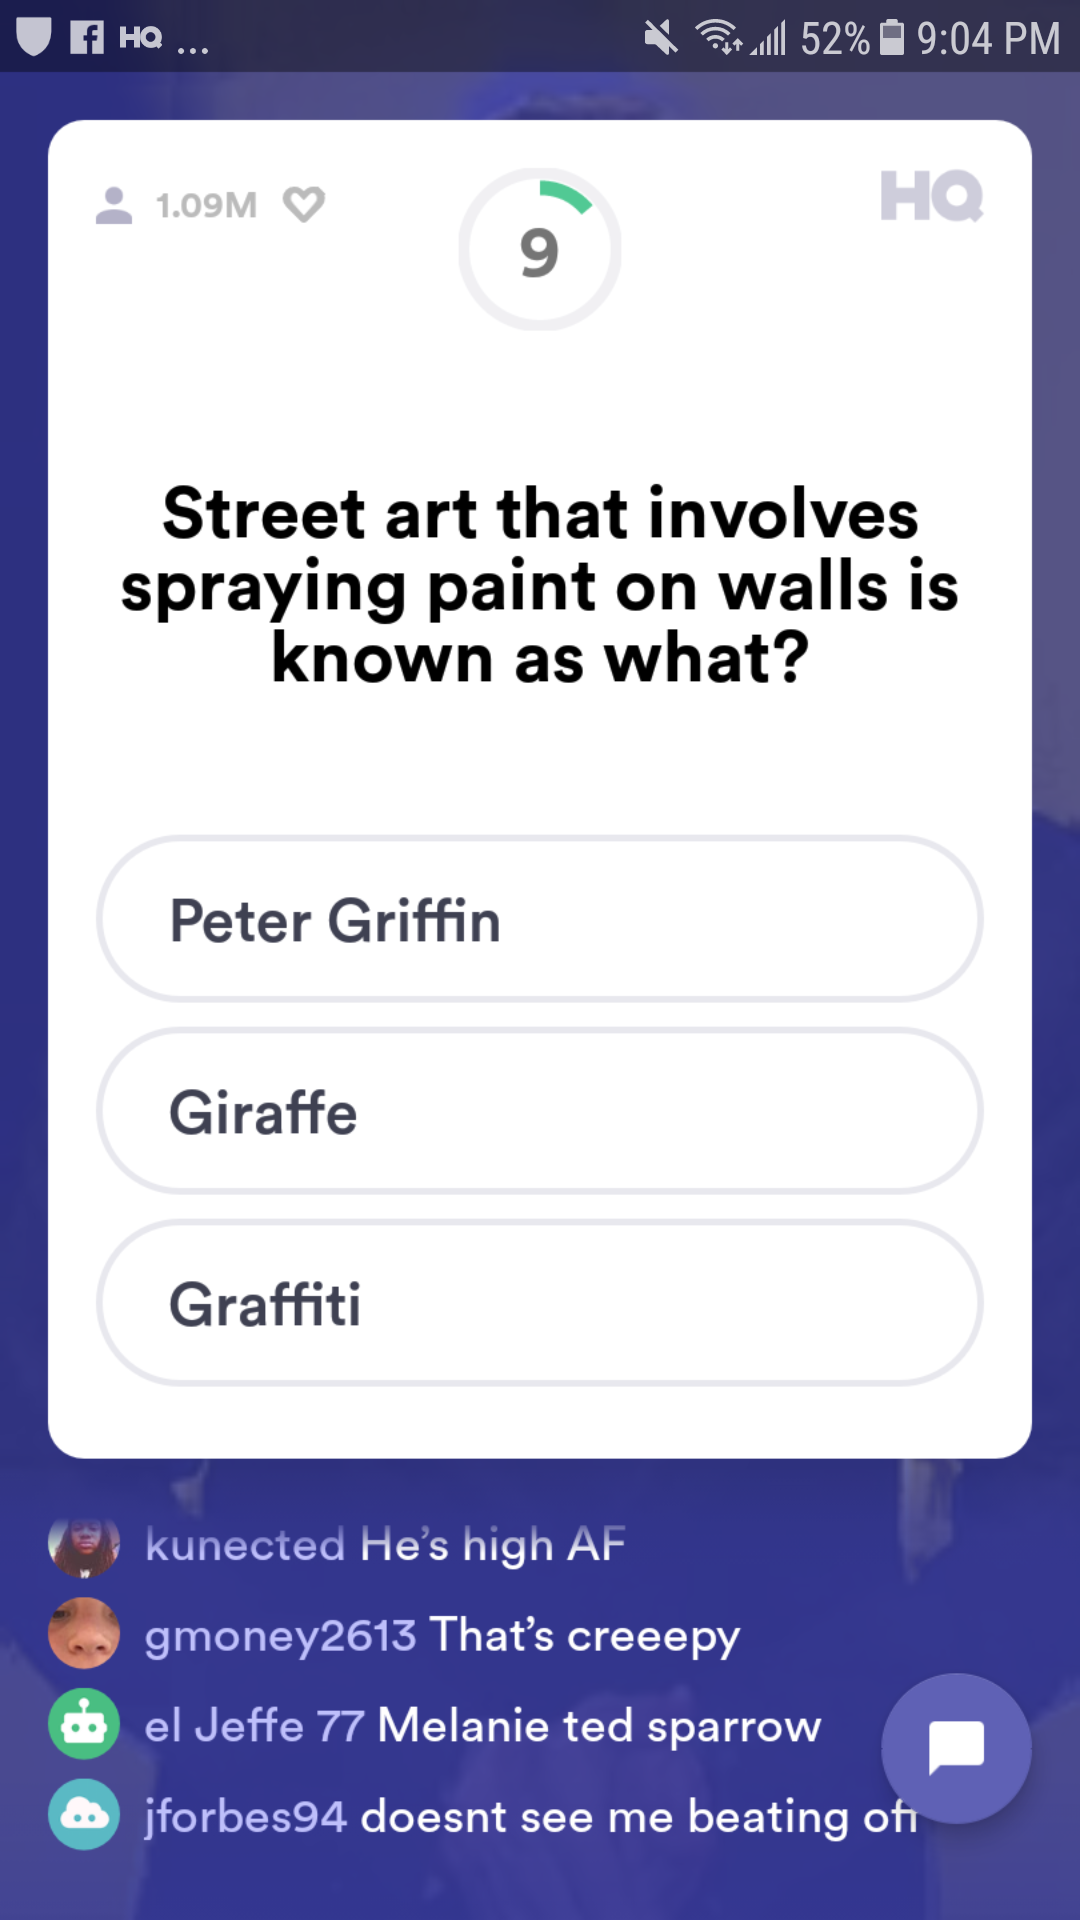 HQ ... 52% 9:04 PM
1.09M
9
HQ
Street art that involves
spraying paint on walls is
known as what?
Peter Griffin
Giraffe
Graffiti
kunected He's high AF
gmoney2613 That's creeepy
el Jeffe 77 Melanie ted sparrow
jforbes94 doesnt see me beating off